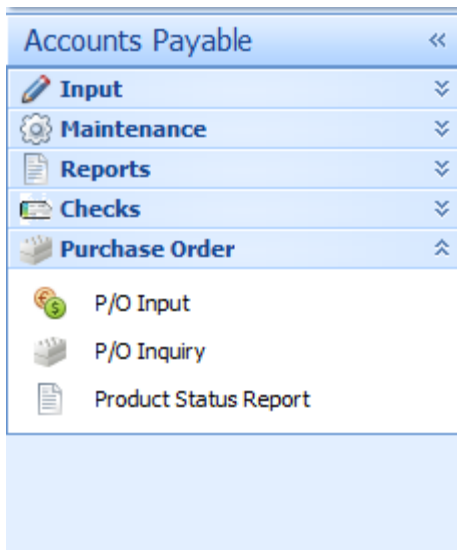 Accounts Payable
Input
Maintenance
Reports
Checks
Purchase Order
P/O Input
P/O Inquiry
Product Status Report